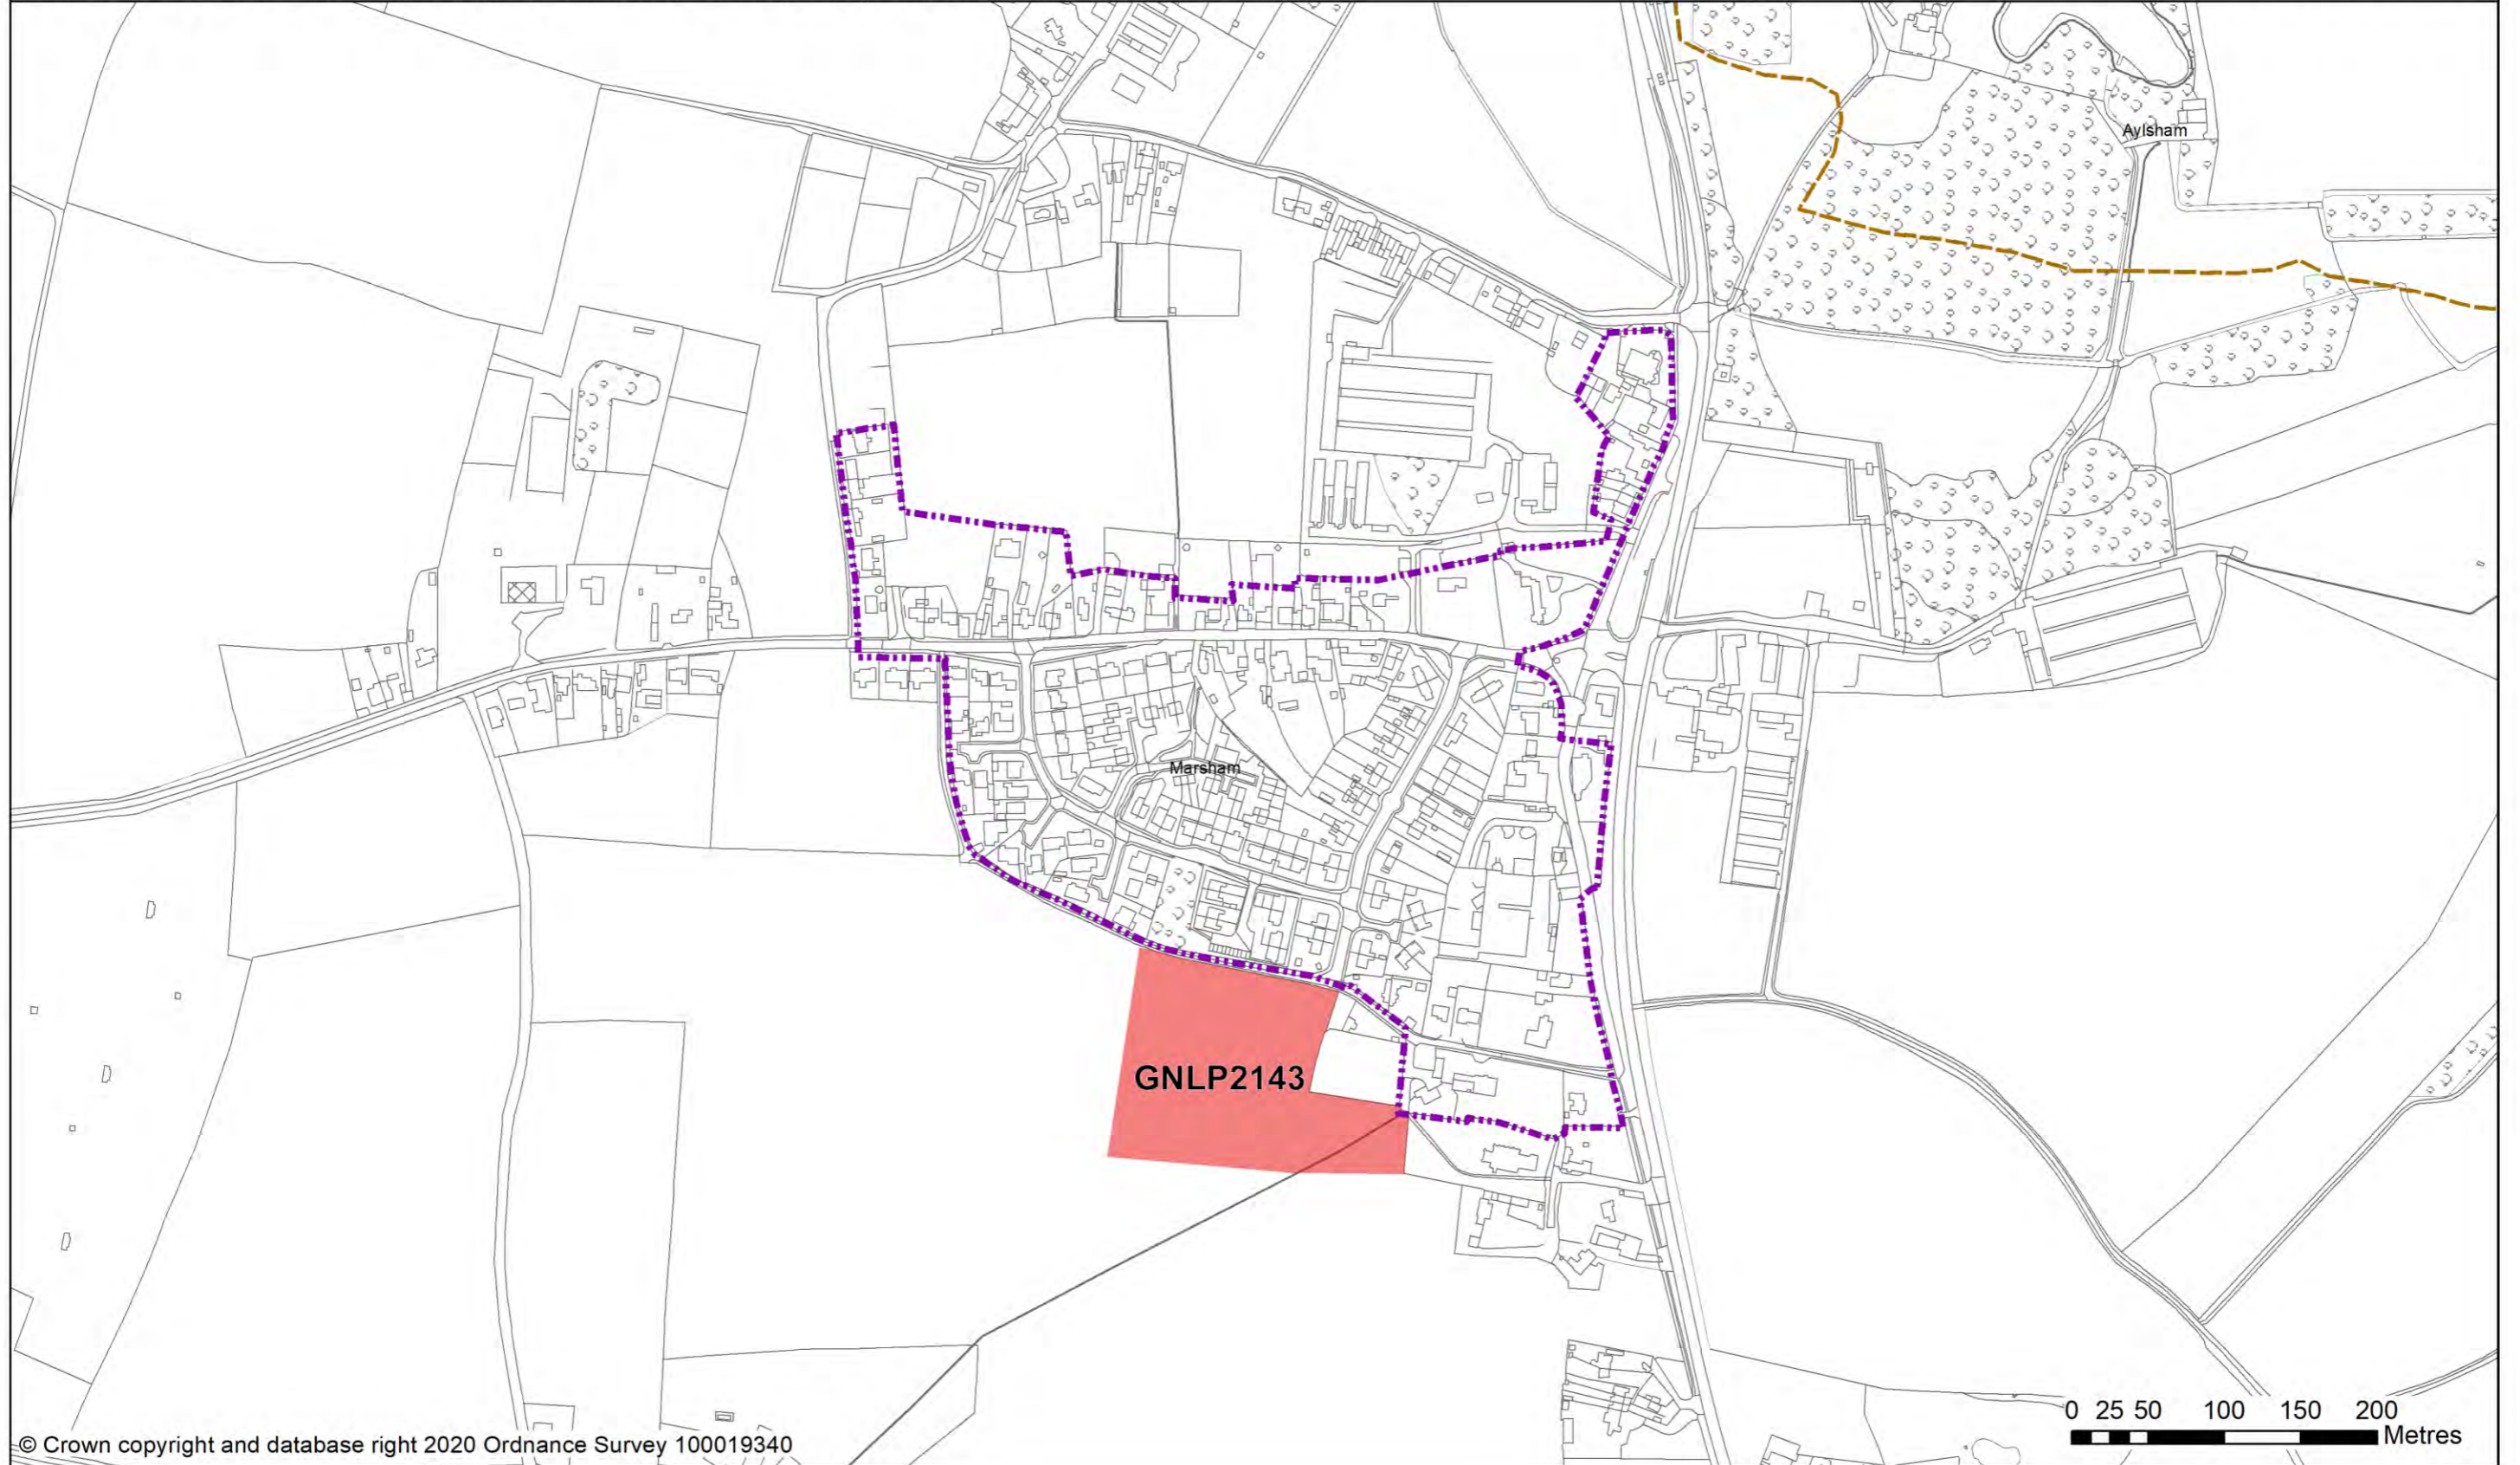 Aylsham
Marsham
GNLP2143
0 25 50 100 150 200
Metres
© Crown copyright and database right 2020 Ordnance Survey 100019340